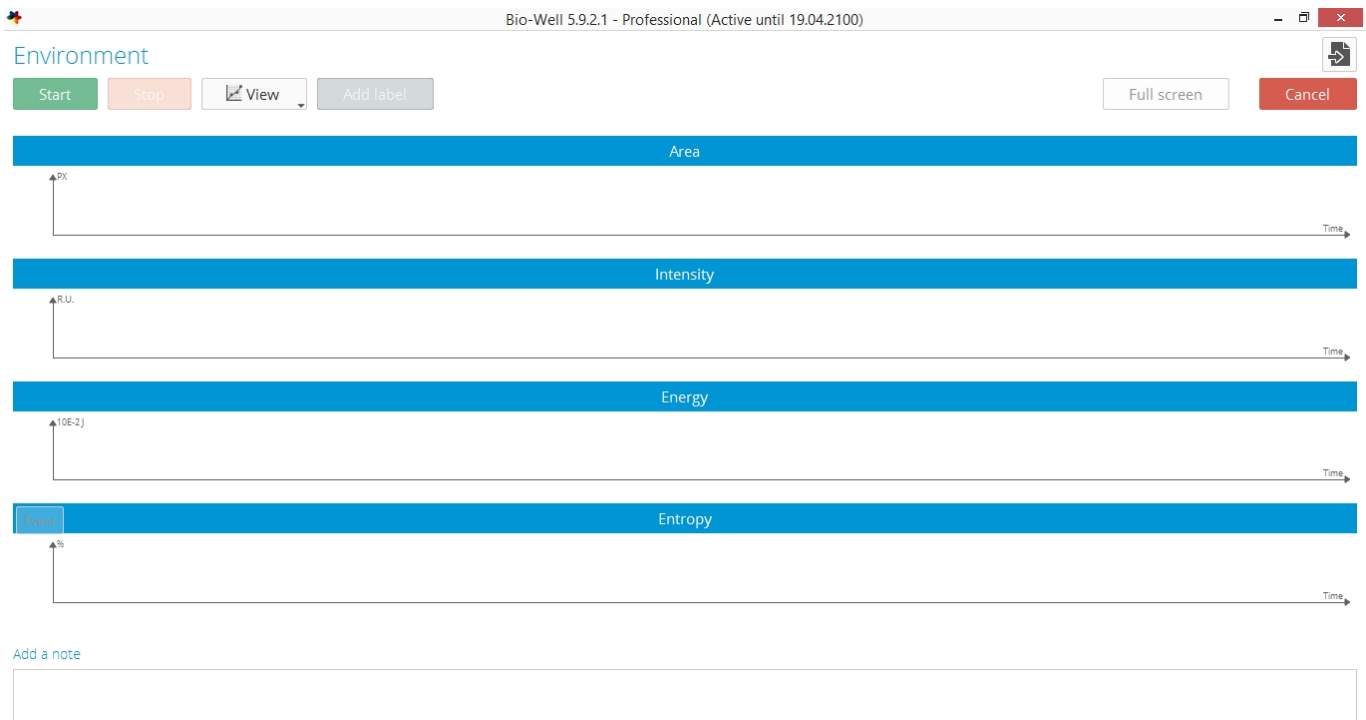 Bio-Well 5.9.2.1 - Professional (Active until 19.04.2100)
Environment
Start Stop View Add label Full screen Cancel
Area
PX
Time
Intensity
R.U.
Time
Energy
10E-2 J
Time
Event Entropy
%
Time
Add a note